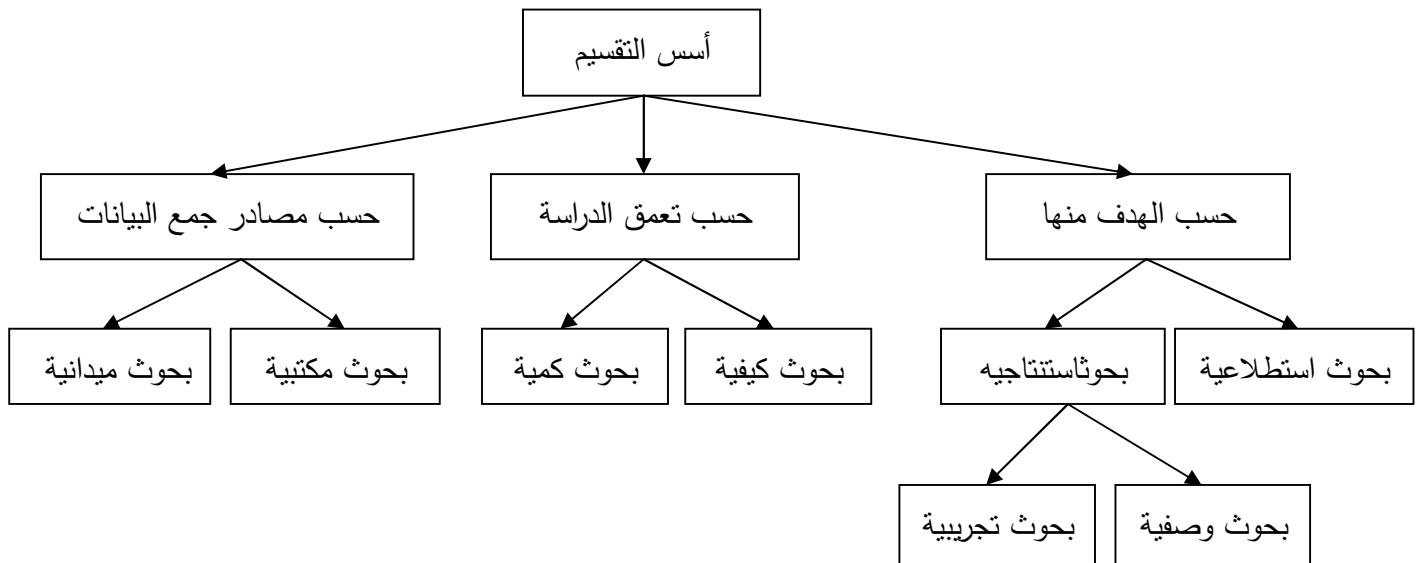 أسس التقسيم
حسب الهدف منها
حسب تعمق الدراسة
حسب مصادر جمع البيانات
بحوث استطلاعية
بحوثاستنتاجيه
بحوث كيفية
بحوث كمية
بحوث مكتبية
بحوث ميدانية
بحوث وصفية
بحوث تجريبية